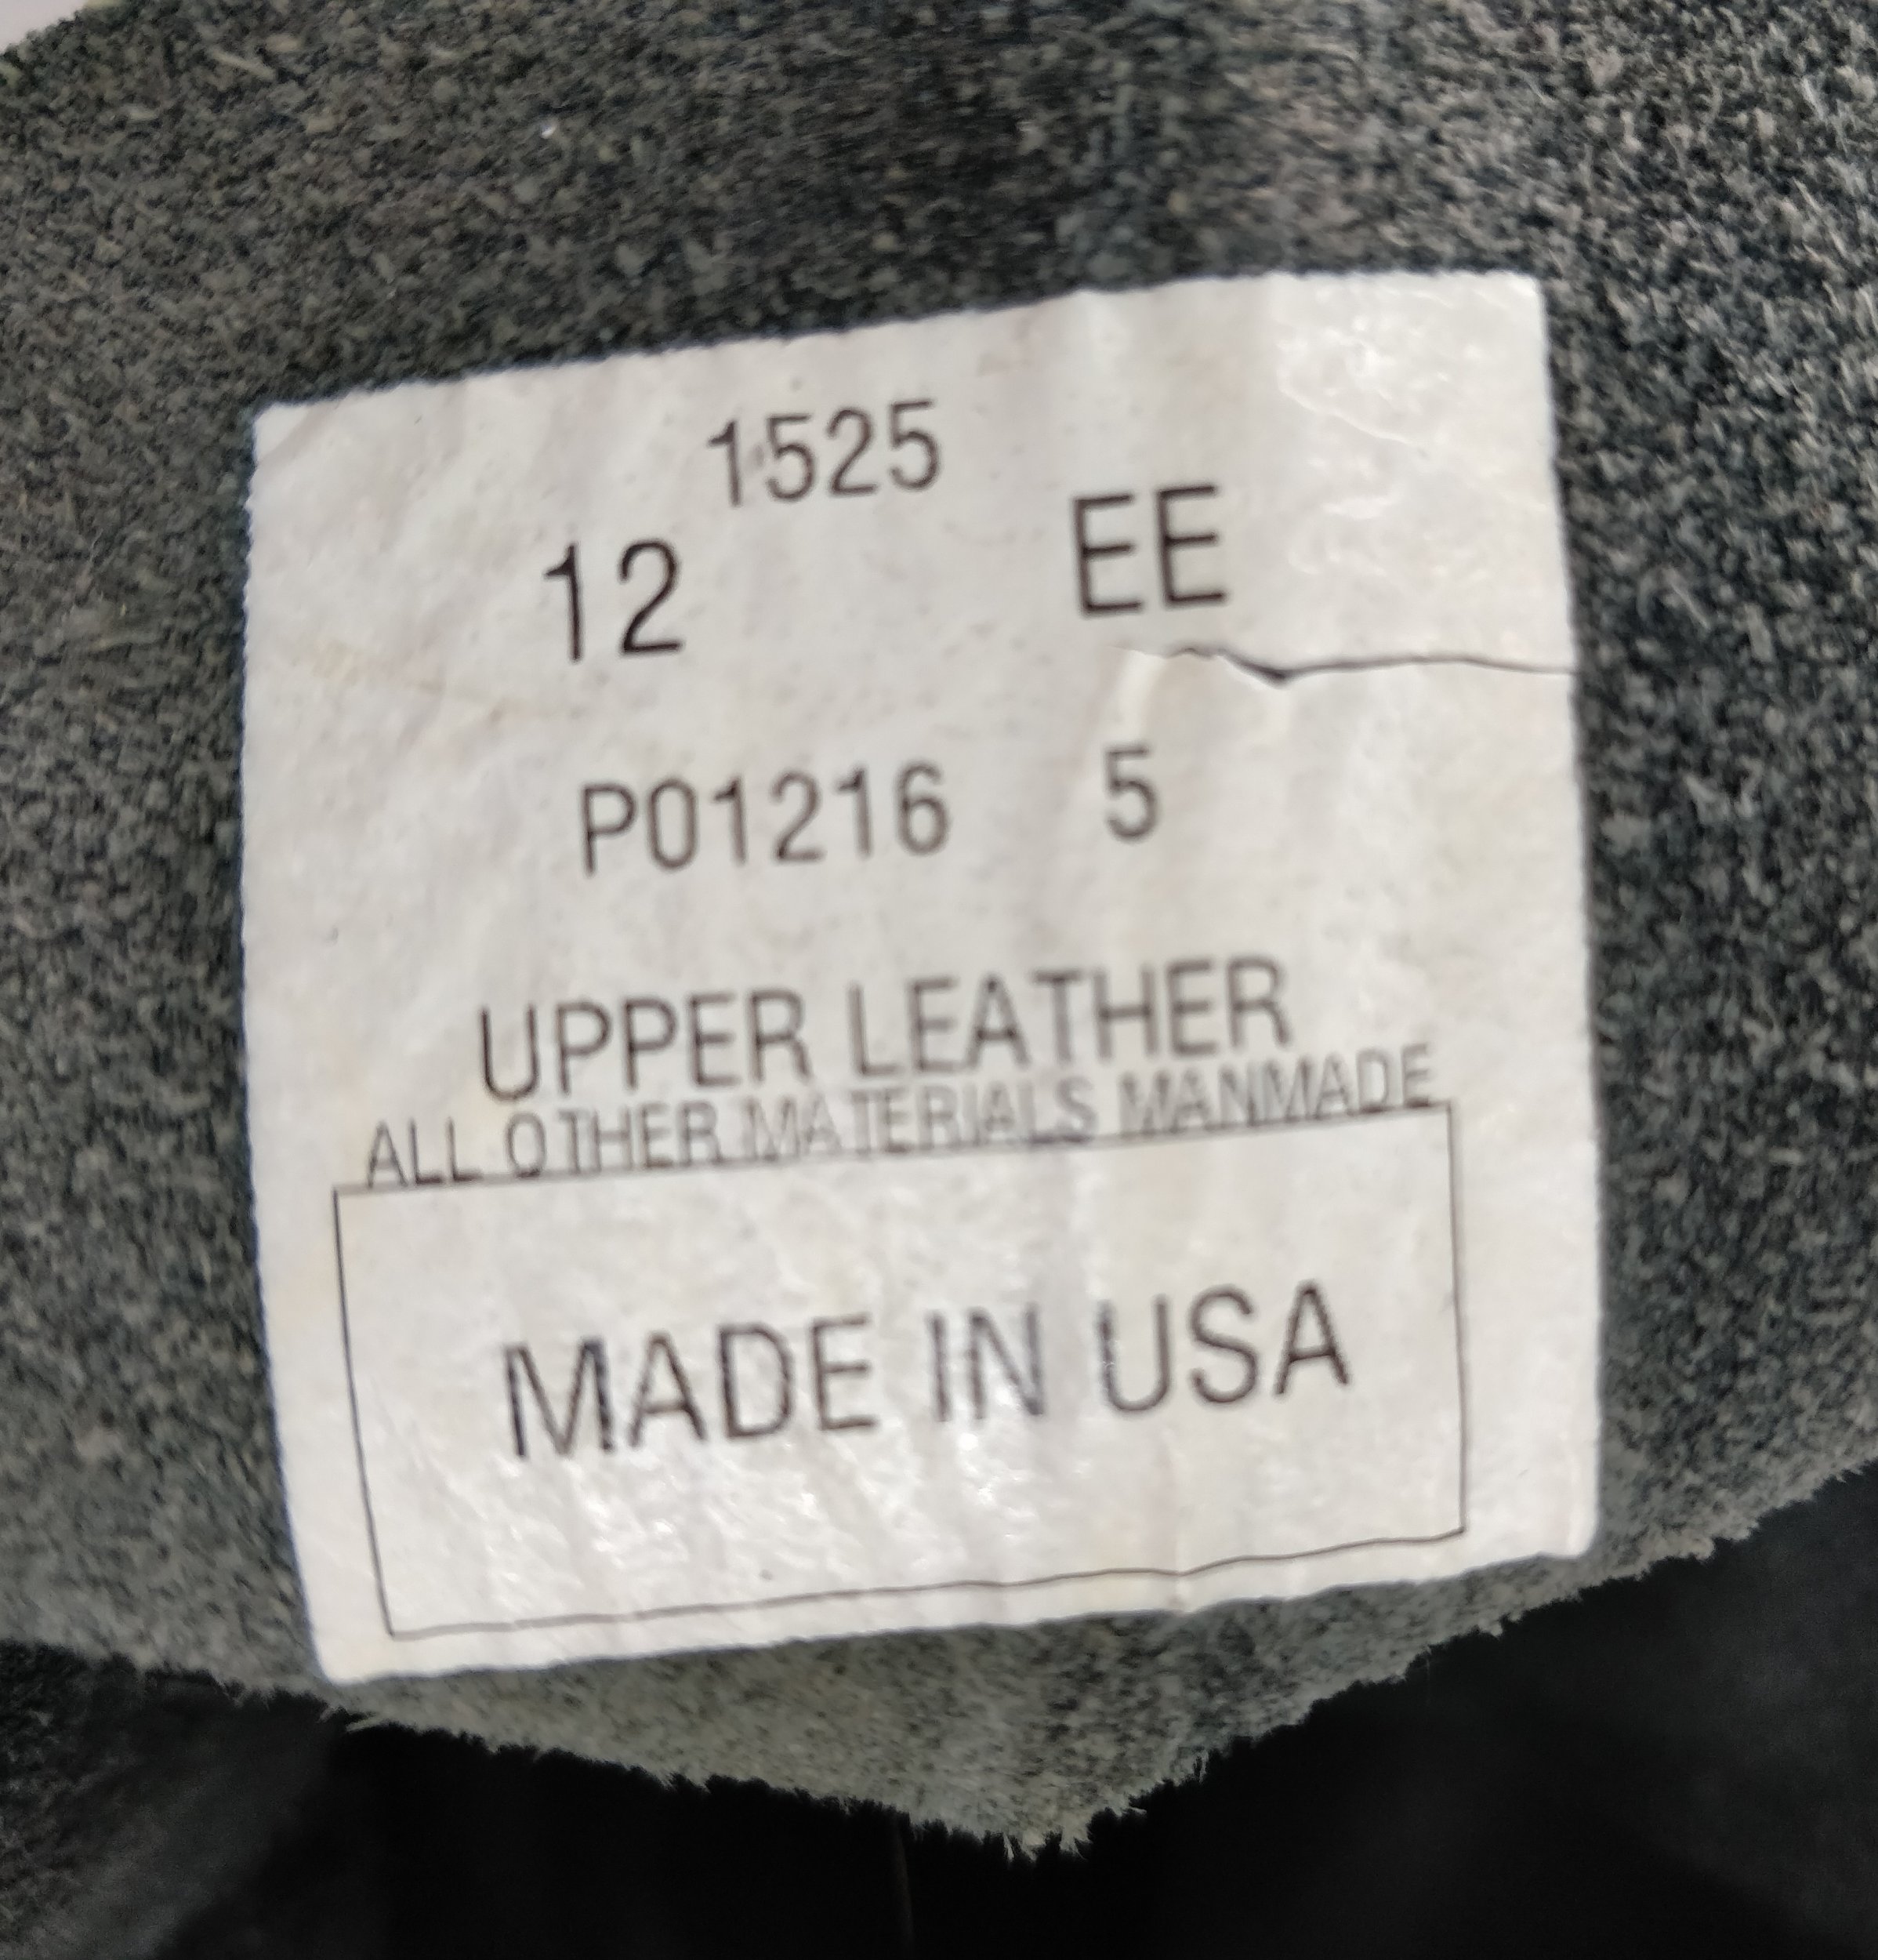 1525
12 EE
P01216 5
UPPER LEATHER
ALL OTHER MATERIALS MANMADE
MADE IN USA